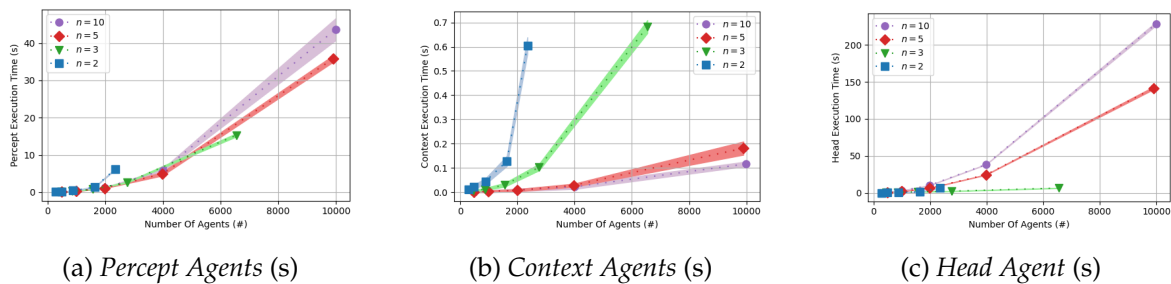 n = 10
n = 5
n = 3
n = 2
40
30
20
10
0
0 2000 4000 6000 8000 10000
Percept Execution Time (s)
Number Of Agents (#)
(a) Percept Agents (s)
n = 10
n = 5
n = 3
n = 2
0.7
0.6
0.5
0.4
0.3
0.2
0.1
0.0
0 2000 4000 6000 8000 10000
Context Execution Time (s)
Number Of Agents (#)
(b) Context Agents (s)
n = 10
n = 5
n = 3
n = 2
200
150
100
50
0
0 2000 4000 6000 8000 10000
Head Execution Time (s)
Number Of Agents (#)
(c) Head Agent (s)